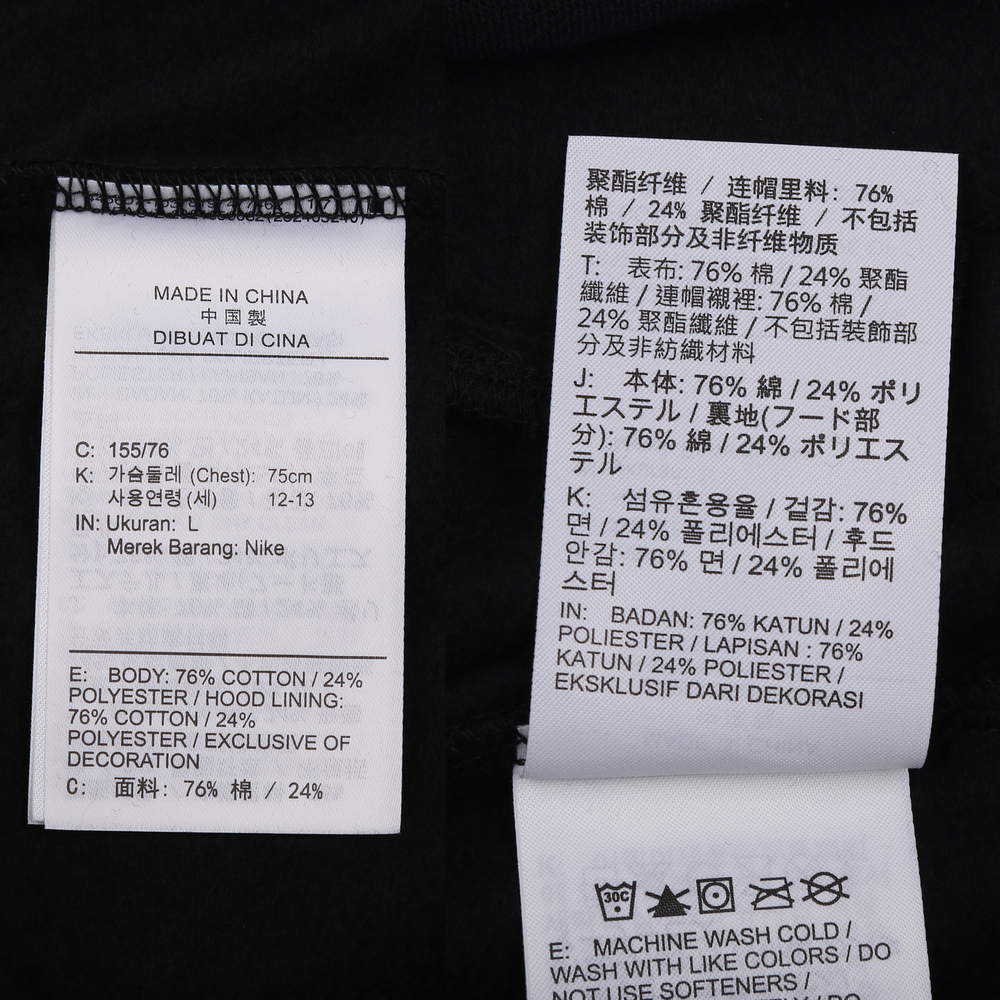 MADE IN CHINA
中国製
DIBUAT DI CINA
C: 155/76
K: 가슴둘레 (Chest): 75cm
사용연령 (세) 12-13
IN: Ukuran: L
Merek Barang: Nike
E: BODY: 76% COTTON / 24%
POLYESTER / HOOD LINING:
76% COTTON / 24%
POLYESTER / EXCLUSIVE OF
DECORATION
C: 面料: 76% 棉 / 24%
聚酯纤维 / 连帽里料: 76%
棉 / 24% 聚酯纤维 / 不包括
装饰部分及非纤维物质
T: 表布: 76% 棉 / 24% 聚酯
纖維 / 連帽襯裡: 76% 棉 /
24% 聚酯纖維 / 不包括裝飾部
分及非紡織材料
J: 本体: 76% 綿 / 24% ポリ
エステル / 裏地(フード部
分): 76% 綿 / 24% ポリエス
テル
K: 섬유혼용율 / 겉감: 76%
면 / 24% 폴리에스터 / 후드
안감: 76% 면 / 24% 폴리에
스터
IN: BADAN: 76% KATUN / 24%
POLIESTER / LAPISAN : 76%
KATUN / 24% POLIESTER /
EKSKLUSIF DARI DEKORASI
30C
E: MACHINE WASH COLD /
WASH WITH LIKE COLORS / DO
NOT USE SOFTENERS /